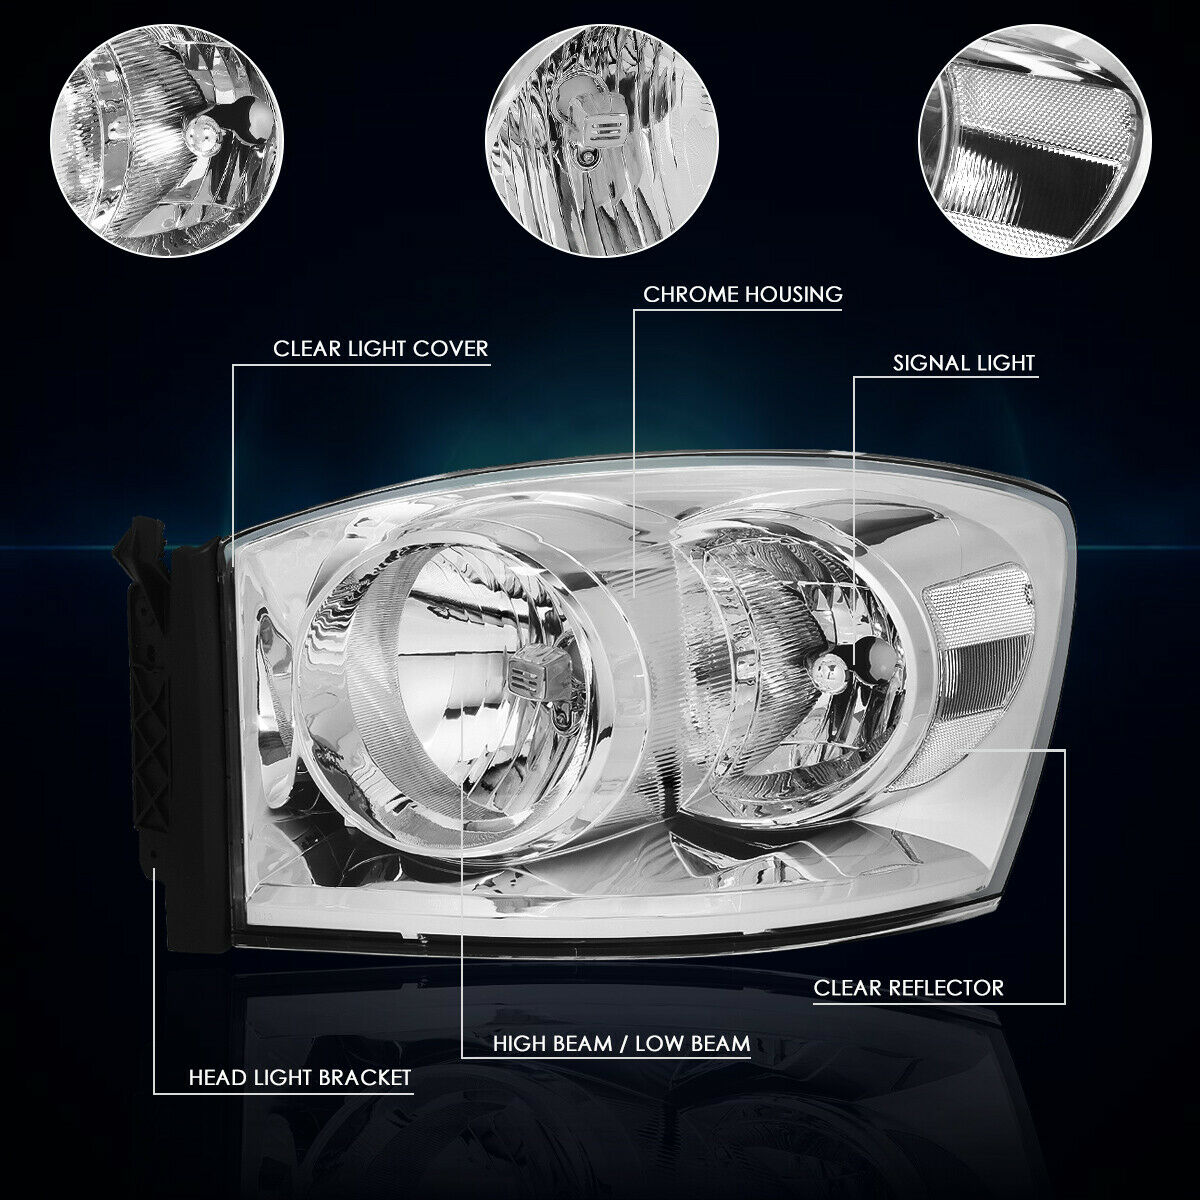 CHROME HOUSING
CLEAR LIGHT COVER
SIGNAL LIGHT
CLEAR REFLECTOR
HIGH BEAM / LOW BEAM
HEAD LIGHT BRACKET